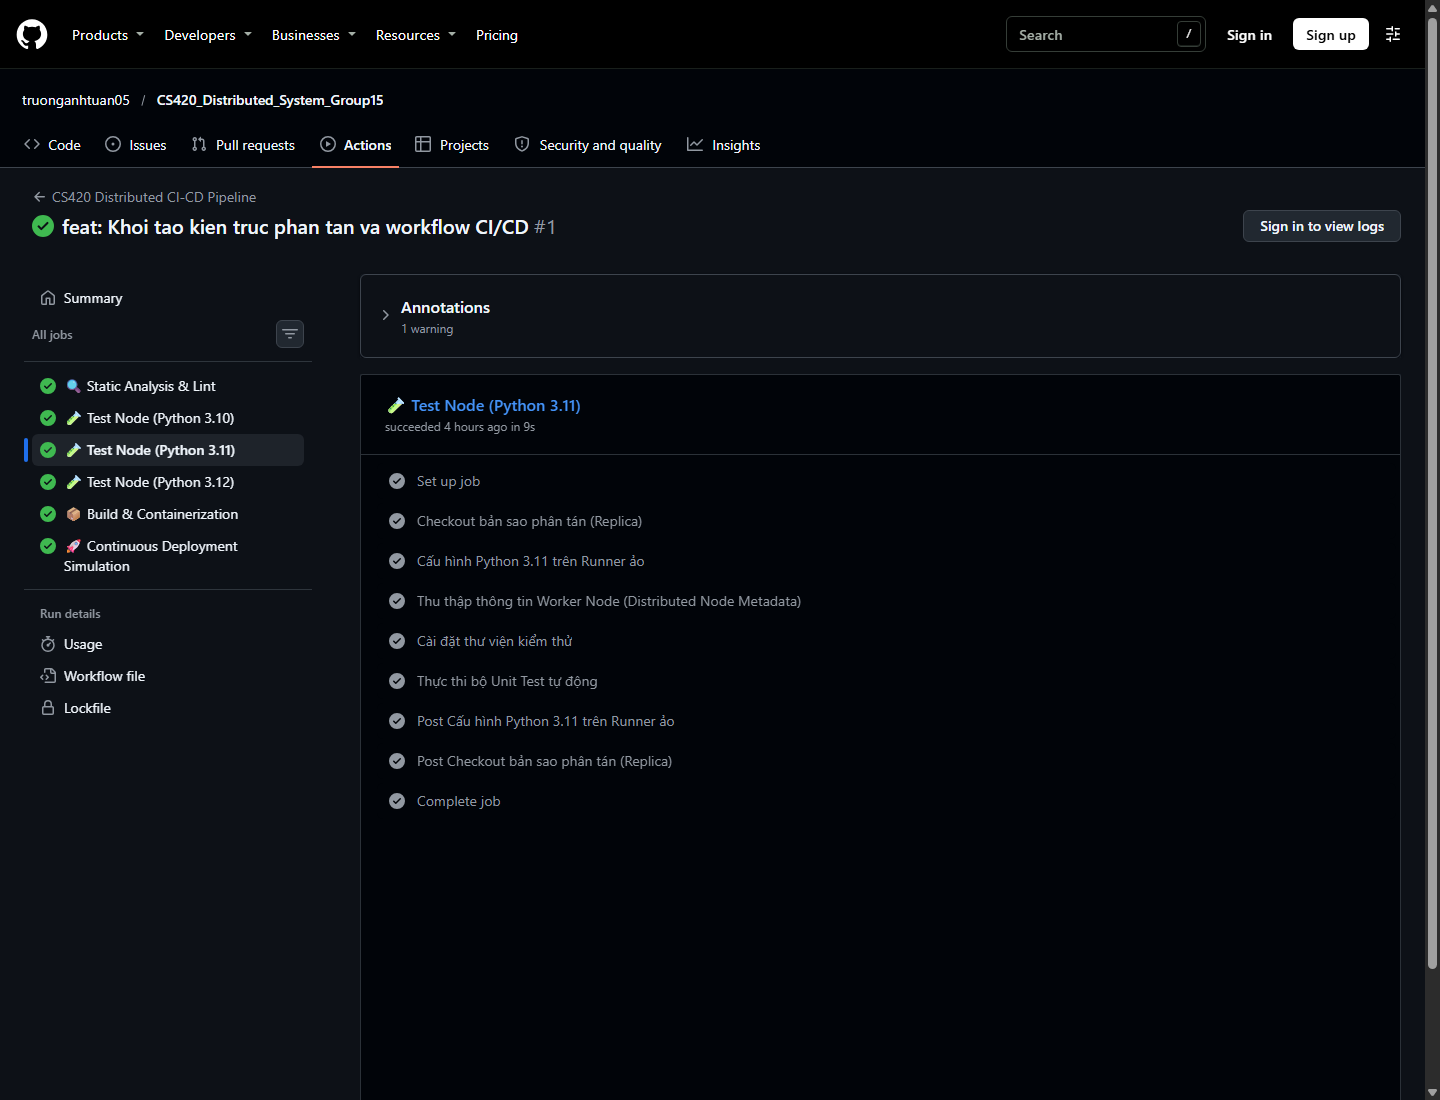 Products Developers Businesses Resources Pricing Search / Sign in Sign up
truonganhtuan05 / CS420_Distributed_System_Group15
Code Issues Pull requests Actions Projects Security and quality Insights
CS420 Distributed CI-CD Pipeline
feat: Khoi tao kien truc phan tan va workflow CI/CD #1
Sign in to view logs
Summary
All jobs
Static Analysis & Lint
Test Node (Python 3.10)
Test Node (Python 3.11)
Test Node (Python 3.12)
Build & Containerization
Continuous Deployment
Simulation
Run details
Usage
Workflow file
Lockfile
Annotations
1 warning
Test Node (Python 3.11)
succeeded 4 hours ago in 9s
Set up job
Checkout bản sao phân tán (Replica)
Cấu hình Python 3.11 trên Runner ảo
Thu thập thông tin Worker Node (Distributed Node Metadata)
Cài đặt thư viện kiểm thử
Thực thi bộ Unit Test tự động
Post Cấu hình Python 3.11 trên Runner ảo
Post Checkout bản sao phân tán (Replica)
Complete job